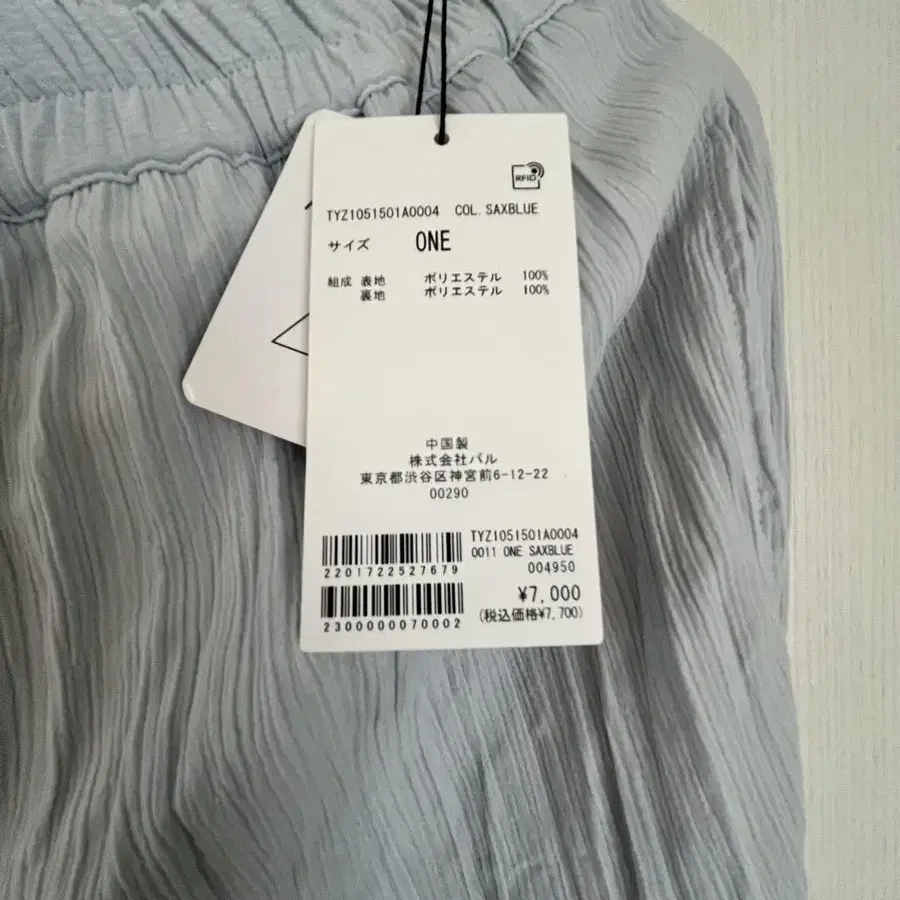 RFID
TYZ1051501A0004 COL. SAXBLUE
サイズ ONE
組成 表地 ポリエステル 100%
裏地 ポリエステル 100%
中国製
株式会社パル
東京都渋谷区神宮前6-12-22
00290
TYZ1051501A0004
0011 ONE SAXBLUE
2201722527679
004950
¥7,000
2300000070002
(税込価格¥7,700)